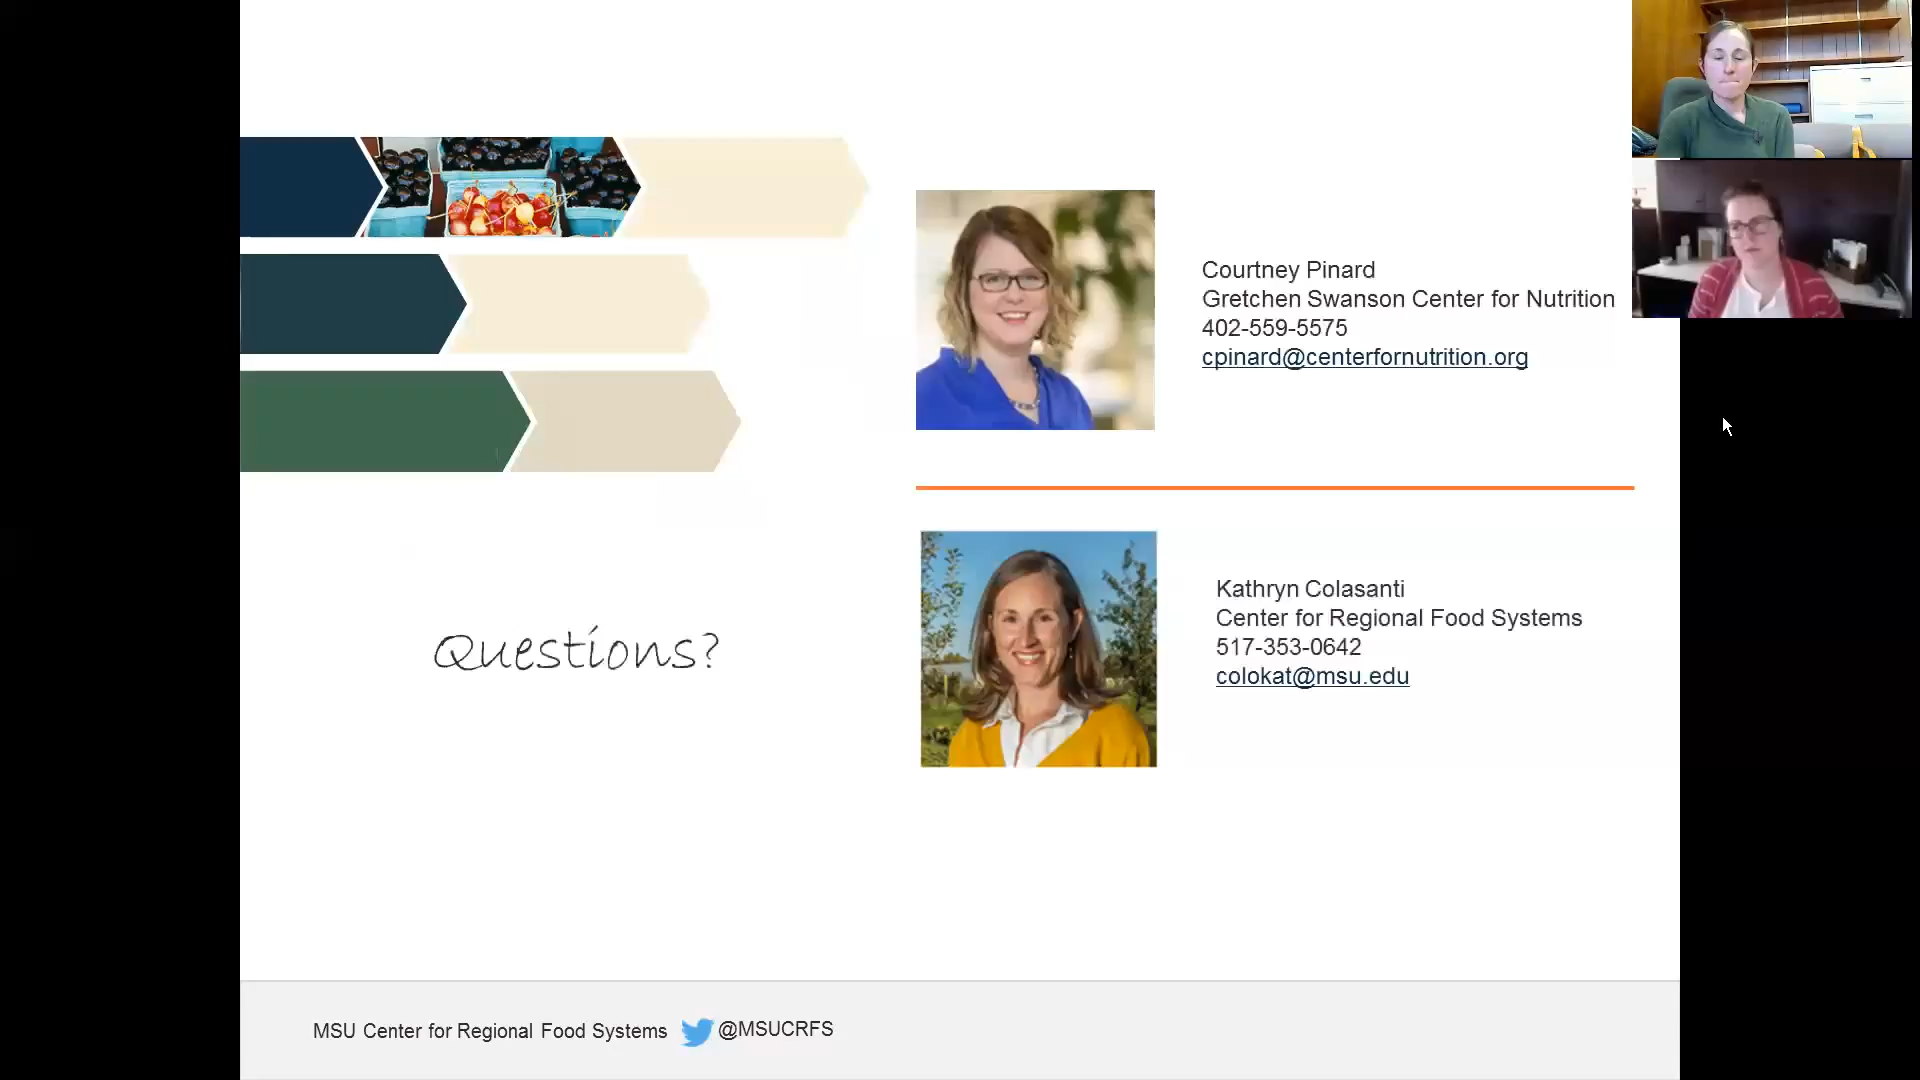 Courtney Pinard
Gretchen Swanson Center for Nutrition
402-559-5575
cpinard@centerfornutrition.org
Questions?
Kathryn Colasanti
Center for Regional Food Systems
517-353-0642
colokat@msu.edu
MSU Center for Regional Food Systems @MSUCRFS